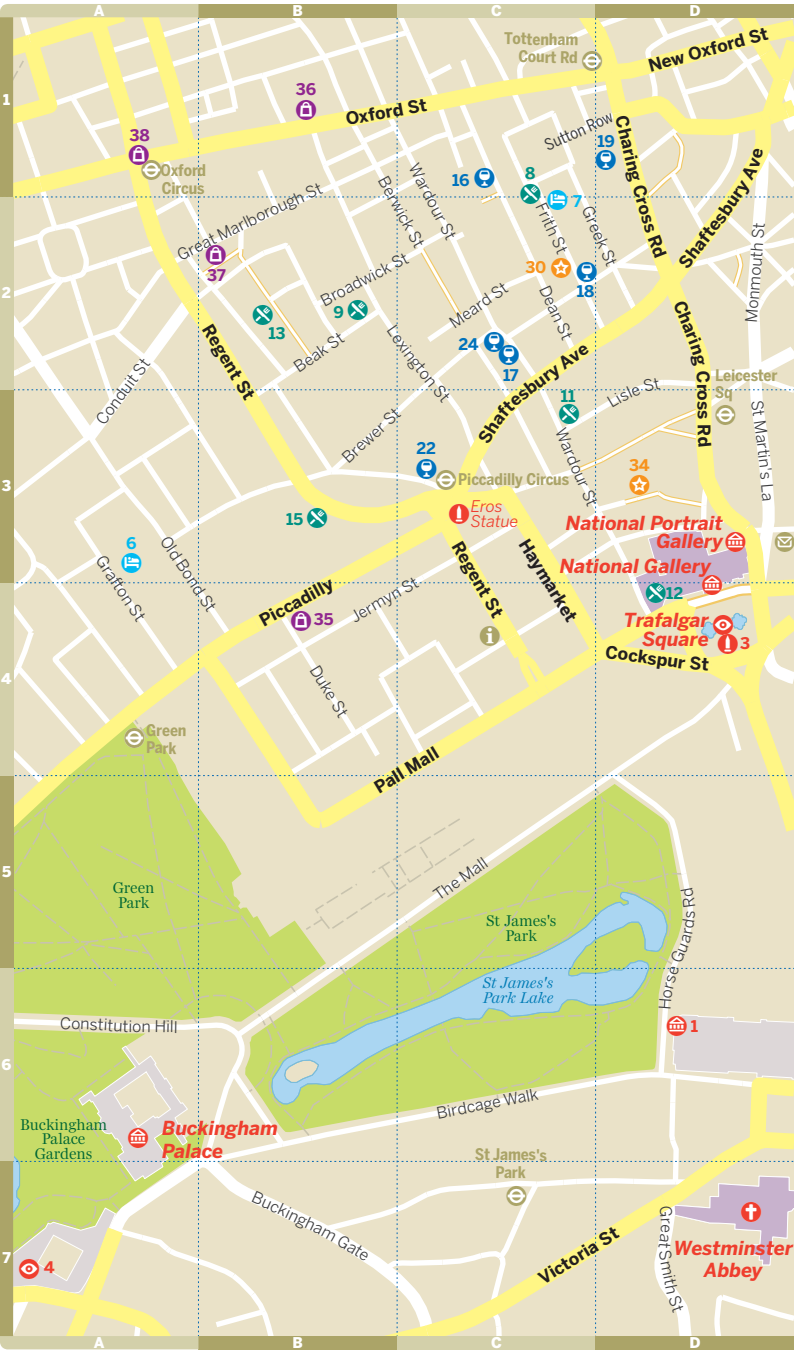 A B C D
Tottenham
Court Rd
New Oxford St
1
36
Oxford St
38
Sutton Row
19
Charing Cross Rd
Oxford
Circus
16
8
7
Shaftesbury Ave
Great Marlborough St
Berwick St
Wardour St
Frith St
Greek St
37
30
18
Monmouth St
2
Broadwick St
13
9
Beak St
Meard St
Dean St
Lexington St
24
17
Regent St
Conduit St
Shaftesbury Ave
11
Lisle St
Charing Cross Rd
Leicester
Sq
Brewer St
Wardour St
St Martin's La
22
Piccadilly Circus
34
3
15
Eros
Statue
National Portrait
Gallery
6
Old Bond St
Grafton St
Regent St
Haymarket
National Gallery
12
Piccadilly
35
Jermyn St
Trafalgar
Square
3
i
Cockspur St
4
Duke St
Green
Park
Pall Mall
5
The Mall
Green
Park
St James's
Park
Horse Guards Rd
St James's
Park Lake
Constitution Hill
1
6
Birdcage Walk
Buckingham
Palace
Gardens
Buckingham
Palace
St James's
Park
Buckingham Gate
Victoria St
Great Smith St
Westminster
Abbey
7
4
A B C D